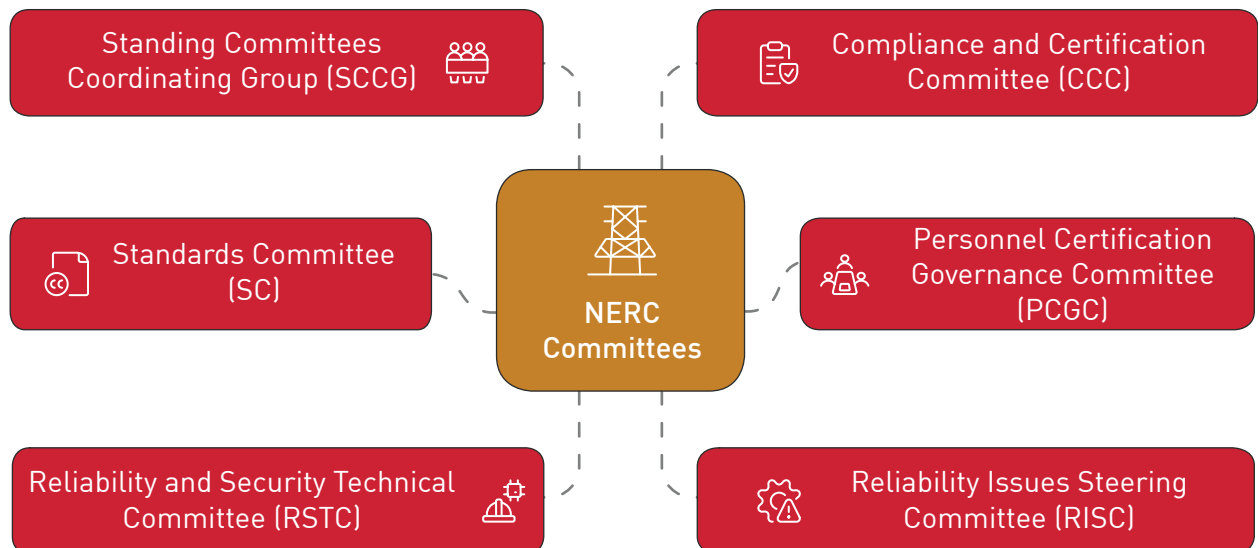 Standing Committees
Coordinating Group (SCCG)
Compliance and Certification
Committee (CCC)
Standards Committee
(SC)
cc
NERC
Committees
Personnel Certification
Governance Committee
(PCGC)
Reliability and Security Technical
Committee (RSTC)
Reliability Issues Steering
Committee (RISC)